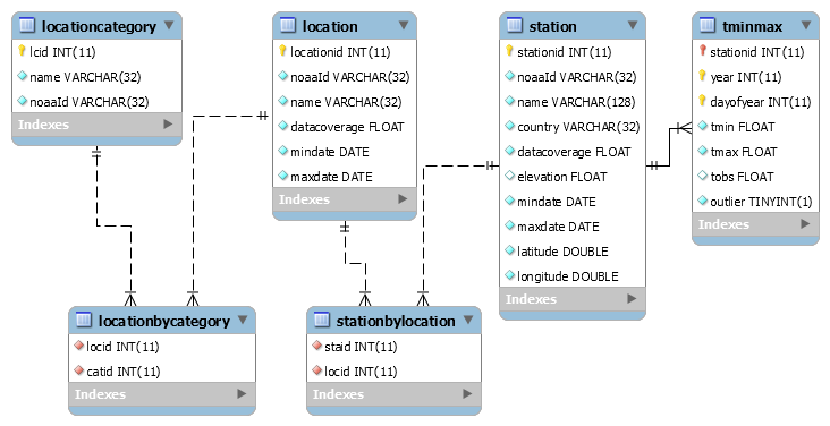 locationcategory
lcid INT(11)
name VARCHAR(32)
noaaId VARCHAR(32)
Indexes
location
locationid INT(11)
noaaId VARCHAR(32)
name VARCHAR(32)
datacoverage FLOAT
mindate DATE
maxdate DATE
Indexes
station
stationid INT(11)
noaaId VARCHAR(32)
name VARCHAR(128)
country VARCHAR(32)
datacoverage FLOAT
elevation FLOAT
mindate DATE
maxdate DATE
latitude DOUBLE
longitude DOUBLE
Indexes
tminmax
stationid INT(11)
year INT(11)
dayofyear INT(11)
tmin FLOAT
tmax FLOAT
tobs FLOAT
outlier TINYINT(1)
Indexes
locationbycategory
locid INT(11)
catid INT(11)
Indexes
stationbylocation
staid INT(11)
locid INT(11)
Indexes